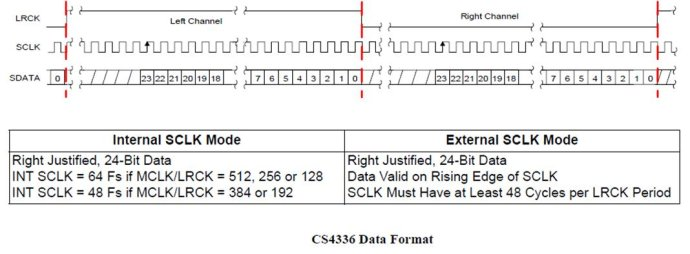 LRCK
Left Channel
Right Channel
SCLK
SDATA 0 23 22 21 20 19 18 7 6 5 4 3 2 1 0 23 22 21 20 19 18 7 6 5 4 3 2 1 0
Internal SCLK Mode External SCLK Mode
Right Justified, 24-Bit Data Right Justified, 24-Bit Data
INT SCLK = 64 Fs if MCLK/LRCK = 512, 256 or 128 Data Valid on Rising Edge of SCLK
INT SCLK = 48 Fs if MCLK/LRCK = 384 or 192 SCLK Must Have at Least 48 Cycles per LRCK Period
CS4336 Data Format